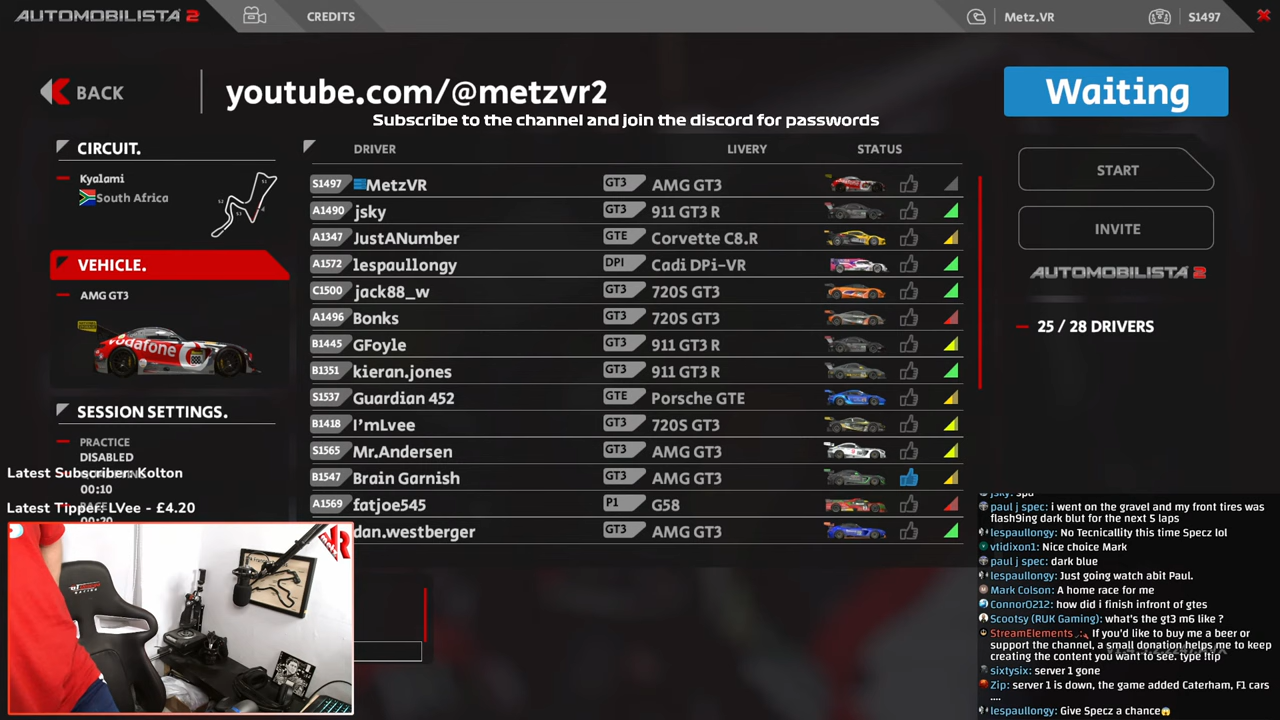 AUTOMOBILISTA 2
CREDITS
Metz.VR
S1497
BACK
youtube.com/@metzvr2
Waiting
Subscribe to the channel and join the discord for passwords
CIRCUIT.
Kyalami
South Africa
VEHICLE.
AMG GT3
vodafone
SESSION SETTINGS.
PRACTICE
DISABLED
Latest Subscriber: Kolton
00:10
Latest Tipper: LVee - £4.20
00:20
DRIVER LIVERY STATUS
S1497 MetzVR GT3 AMG GT3
A1490 jsky GT3 911 GT3 R
A1347 JustANumber GTE Corvette C8.R
A1572 lespaullongy DPI Cadi DPi-VR
C1500 jack88_w GT3 720S GT3
A1496 Bonks GT3 720S GT3
B1445 GFoyle GT3 911 GT3 R
B1351 kieran.jones GT3 911 GT3 R
S1537 Guardian 452 GTE Porsche GTE
B1418 I'mLvee GT3 720S GT3
S1565 Mr.Andersen GT3 AMG GT3
B1547 Brain Garnish GT3 AMG GT3
A1569 fatjoe545 P1 G58
dan.westberger GT3 AMG GT3
START
INVITE
AUTOMOBILISTA 2
25 / 28 DRIVERS
paul j spec: i went on the gravel and my front tires was
flash9ing dark blut for the next 5 laps
lespaullongy: No Tecnicallity this time Specz lol
vtidixon1: Nice choice Mark
paul j spec: dark blue
lespaullongy: Just going watch abit Paul.
Mark Colson: A home race for me
ConnorO212: how did i finish infront of gtes
Scootsy (RUK Gaming): what's the gt3 m6 like ?
StreamElements: If you'd like to buy me a beer or
support the channel, a small donation helps me to keep
creating the content you want to see. type !tip
sixtysix: server 1 gone
Zip: server 1 is down, the game added Caterham, F1 cars
....
lespaullongy: Give Specz a chance😱